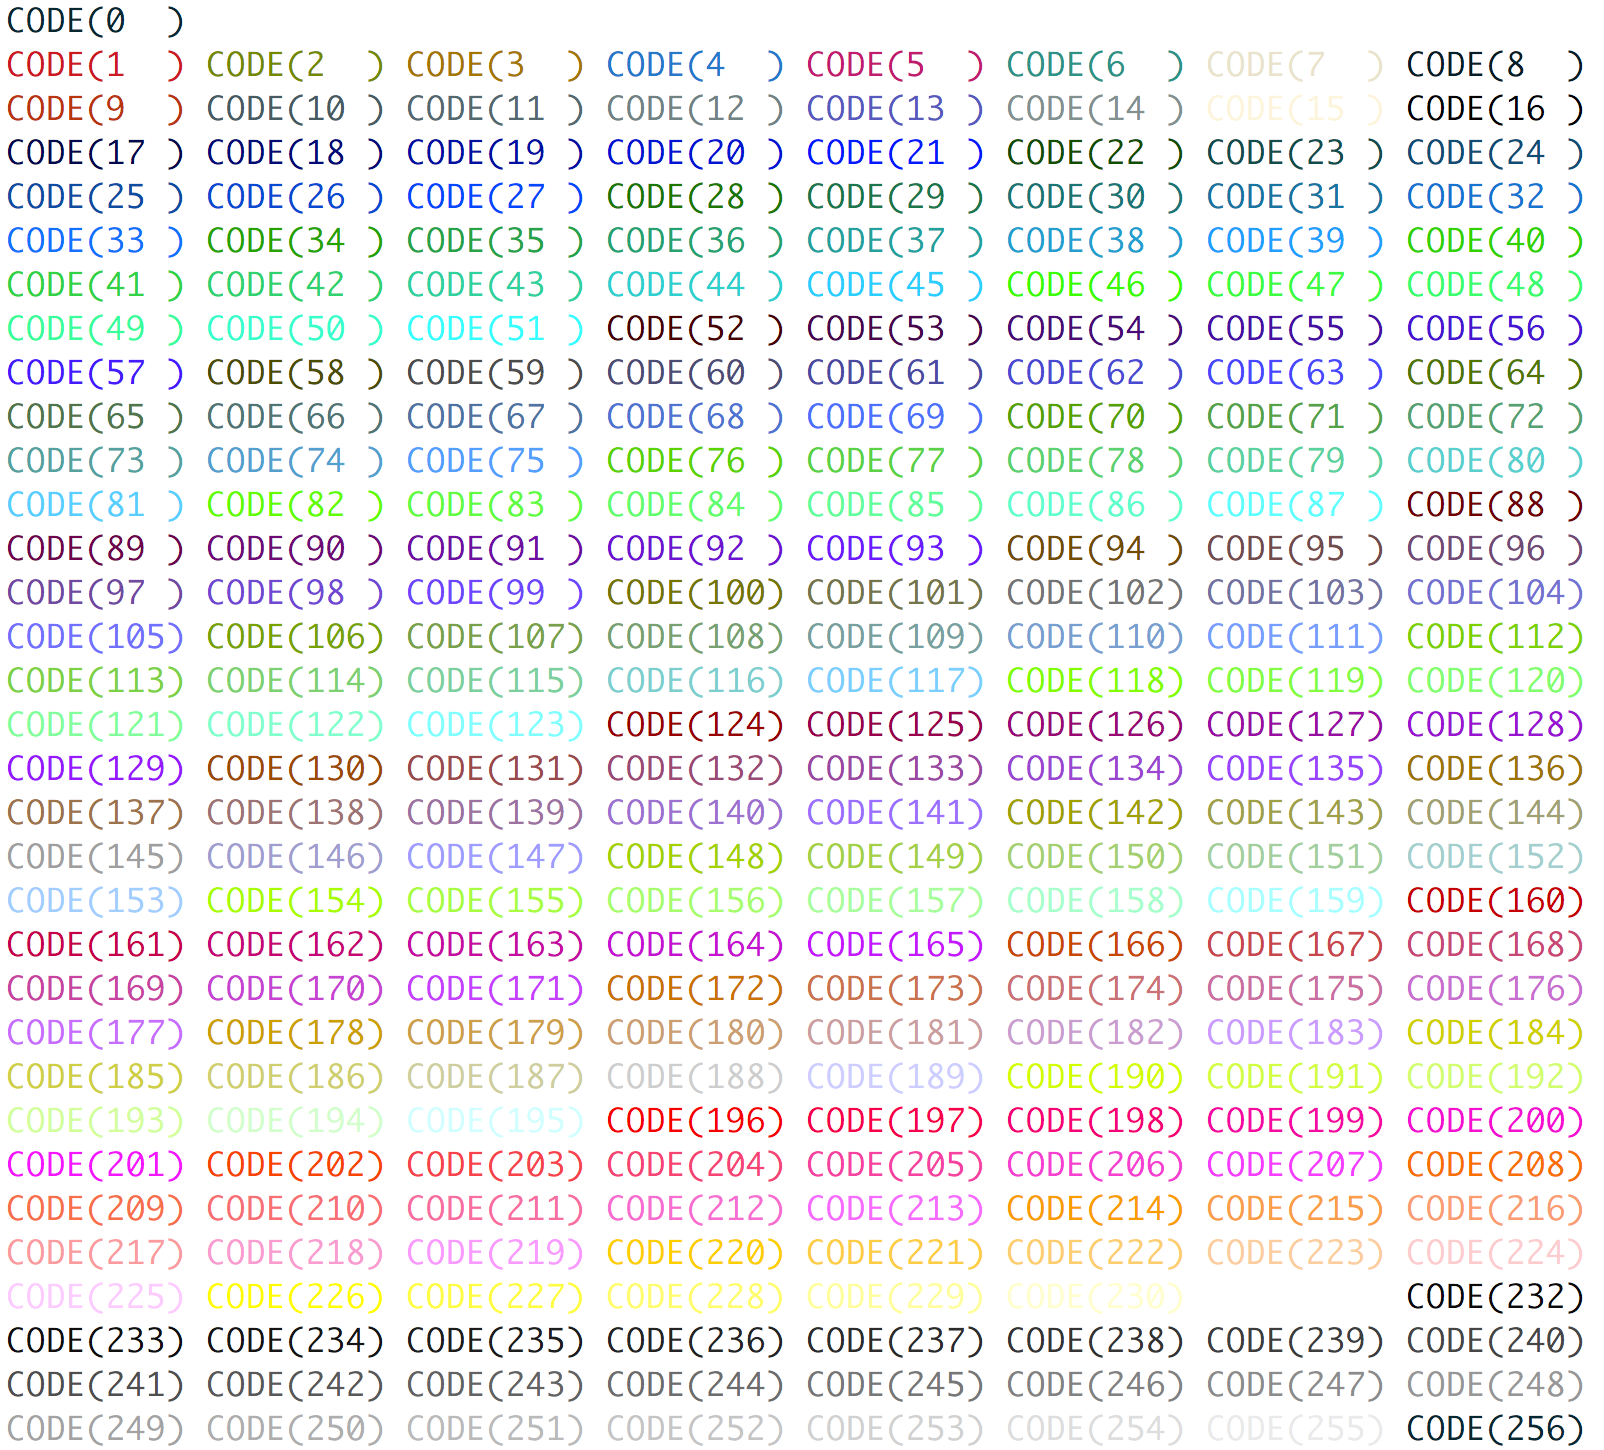 CODE(0  )
CODE(1  ) CODE(2  ) CODE(3  ) CODE(4  ) CODE(5  ) CODE(6  ) CODE(7  ) CODE(8  )
CODE(9  ) CODE(10 ) CODE(11 ) CODE(12 ) CODE(13 ) CODE(14 ) CODE(15 ) CODE(16 )
CODE(17 ) CODE(18 ) CODE(19 ) CODE(20 ) CODE(21 ) CODE(22 ) CODE(23 ) CODE(24 )
CODE(25 ) CODE(26 ) CODE(27 ) CODE(28 ) CODE(29 ) CODE(30 ) CODE(31 ) CODE(32 )
CODE(33 ) CODE(34 ) CODE(35 ) CODE(36 ) CODE(37 ) CODE(38 ) CODE(39 ) CODE(40 )
CODE(41 ) CODE(42 ) CODE(43 ) CODE(44 ) CODE(45 ) CODE(46 ) CODE(47 ) CODE(48 )
CODE(49 ) CODE(50 ) CODE(51 ) CODE(52 ) CODE(53 ) CODE(54 ) CODE(55 ) CODE(56 )
CODE(57 ) CODE(58 ) CODE(59 ) CODE(60 ) CODE(61 ) CODE(62 ) CODE(63 ) CODE(64 )
CODE(65 ) CODE(66 ) CODE(67 ) CODE(68 ) CODE(69 ) CODE(70 ) CODE(71 ) CODE(72 )
CODE(73 ) CODE(74 ) CODE(75 ) CODE(76 ) CODE(77 ) CODE(78 ) CODE(79 ) CODE(80 )
CODE(81 ) CODE(82 ) CODE(83 ) CODE(84 ) CODE(85 ) CODE(86 ) CODE(87 ) CODE(88 )
CODE(89 ) CODE(90 ) CODE(91 ) CODE(92 ) CODE(93 ) CODE(94 ) CODE(95 ) CODE(96 )
CODE(97 ) CODE(98 ) CODE(99 ) CODE(100) CODE(101) CODE(102) CODE(103) CODE(104)
CODE(105) CODE(106) CODE(107) CODE(108) CODE(109) CODE(110) CODE(111) CODE(112)
CODE(113) CODE(114) CODE(115) CODE(116) CODE(117) CODE(118) CODE(119) CODE(120)
CODE(121) CODE(122) CODE(123) CODE(124) CODE(125) CODE(126) CODE(127) CODE(128)
CODE(129) CODE(130) CODE(131) CODE(132) CODE(133) CODE(134) CODE(135) CODE(136)
CODE(137) CODE(138) CODE(139) CODE(140) CODE(141) CODE(142) CODE(143) CODE(144)
CODE(145) CODE(146) CODE(147) CODE(148) CODE(149) CODE(150) CODE(151) CODE(152)
CODE(153) CODE(154) CODE(155) CODE(156) CODE(157) CODE(158) CODE(159) CODE(160)
CODE(161) CODE(162) CODE(163) CODE(164) CODE(165) CODE(166) CODE(167) CODE(168)
CODE(169) CODE(170) CODE(171) CODE(172) CODE(173) CODE(174) CODE(175) CODE(176)
CODE(177) CODE(178) CODE(179) CODE(180) CODE(181) CODE(182) CODE(183) CODE(184)
CODE(185) CODE(186) CODE(187) CODE(188) CODE(189) CODE(190) CODE(191) CODE(192)
CODE(193) CODE(194) CODE(195) CODE(196) CODE(197) CODE(198) CODE(199) CODE(200)
CODE(201) CODE(202) CODE(203) CODE(204) CODE(205) CODE(206) CODE(207) CODE(208)
CODE(209) CODE(210) CODE(211) CODE(212) CODE(213) CODE(214) CODE(215) CODE(216)
CODE(217) CODE(218) CODE(219) CODE(220) CODE(221) CODE(222) CODE(223) CODE(224)
CODE(225) CODE(226) CODE(227) CODE(228) CODE(229) CODE(230) CODE(232)
CODE(233) CODE(234) CODE(235) CODE(236) CODE(237) CODE(238) CODE(239) CODE(240)
CODE(241) CODE(242) CODE(243) CODE(244) CODE(245) CODE(246) CODE(247) CODE(248)
CODE(249) CODE(250) CODE(251) CODE(252) CODE(253) CODE(254) CODE(255) CODE(256)